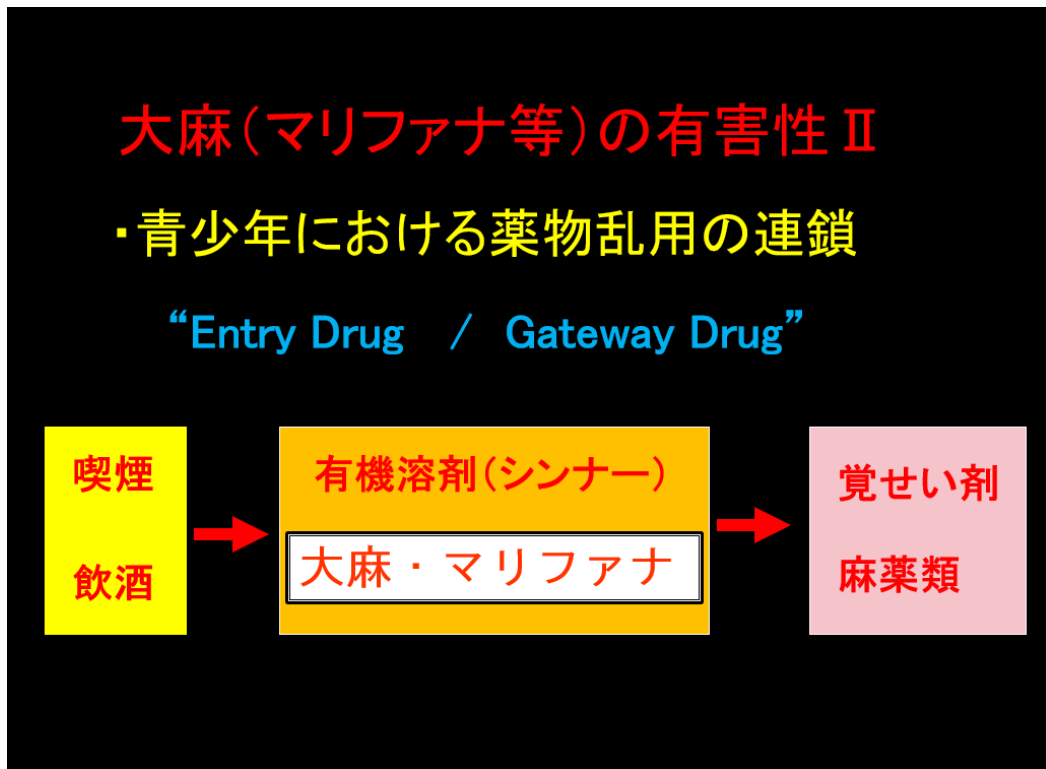 大麻(マリファナ等)の有害性Ⅱ
・青少年における薬物乱用の連鎖
“Entry Drug / Gateway Drug”
喫煙
飲酒
有機溶剤(シンナー)
大麻・マリファナ
覚せい剤
麻薬類